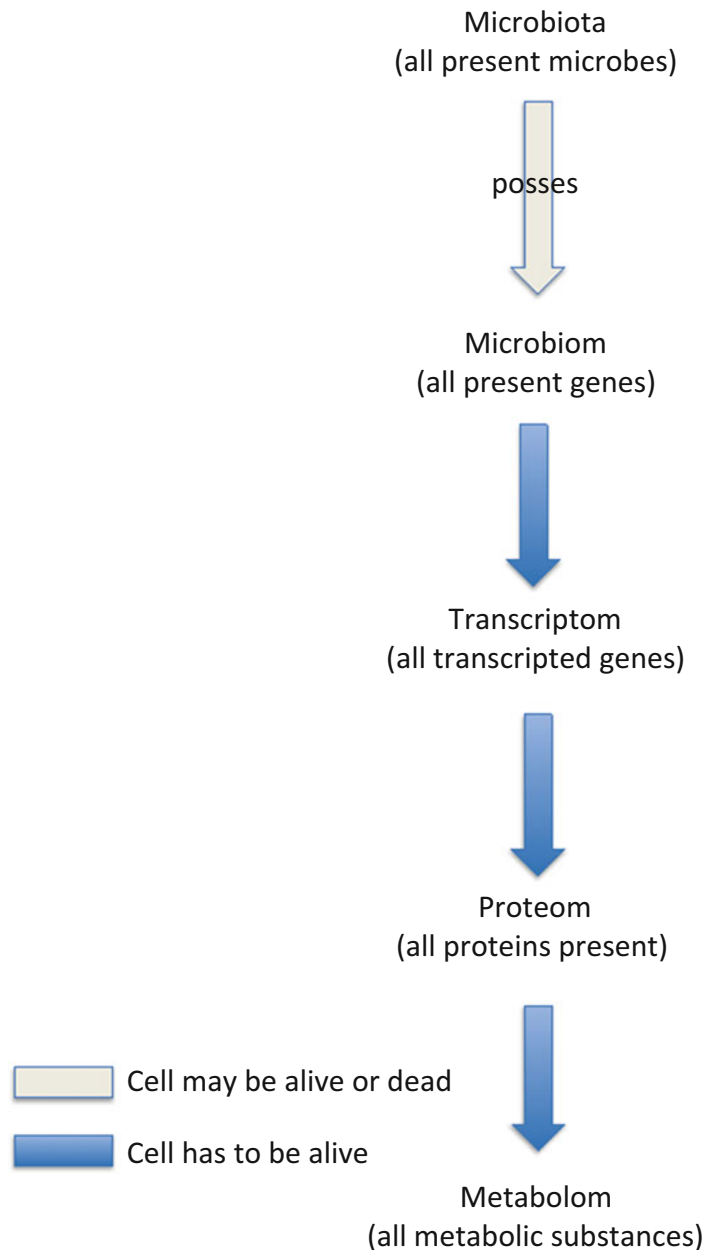 Microbiota
(all present microbes)
posses
Microbiom
(all present genes)
Transcriptom
(all transcripted genes)
Proteom
(all proteins present)
Cell may be alive or dead
Cell has to be alive
Metabolom
(all metabolic substances)